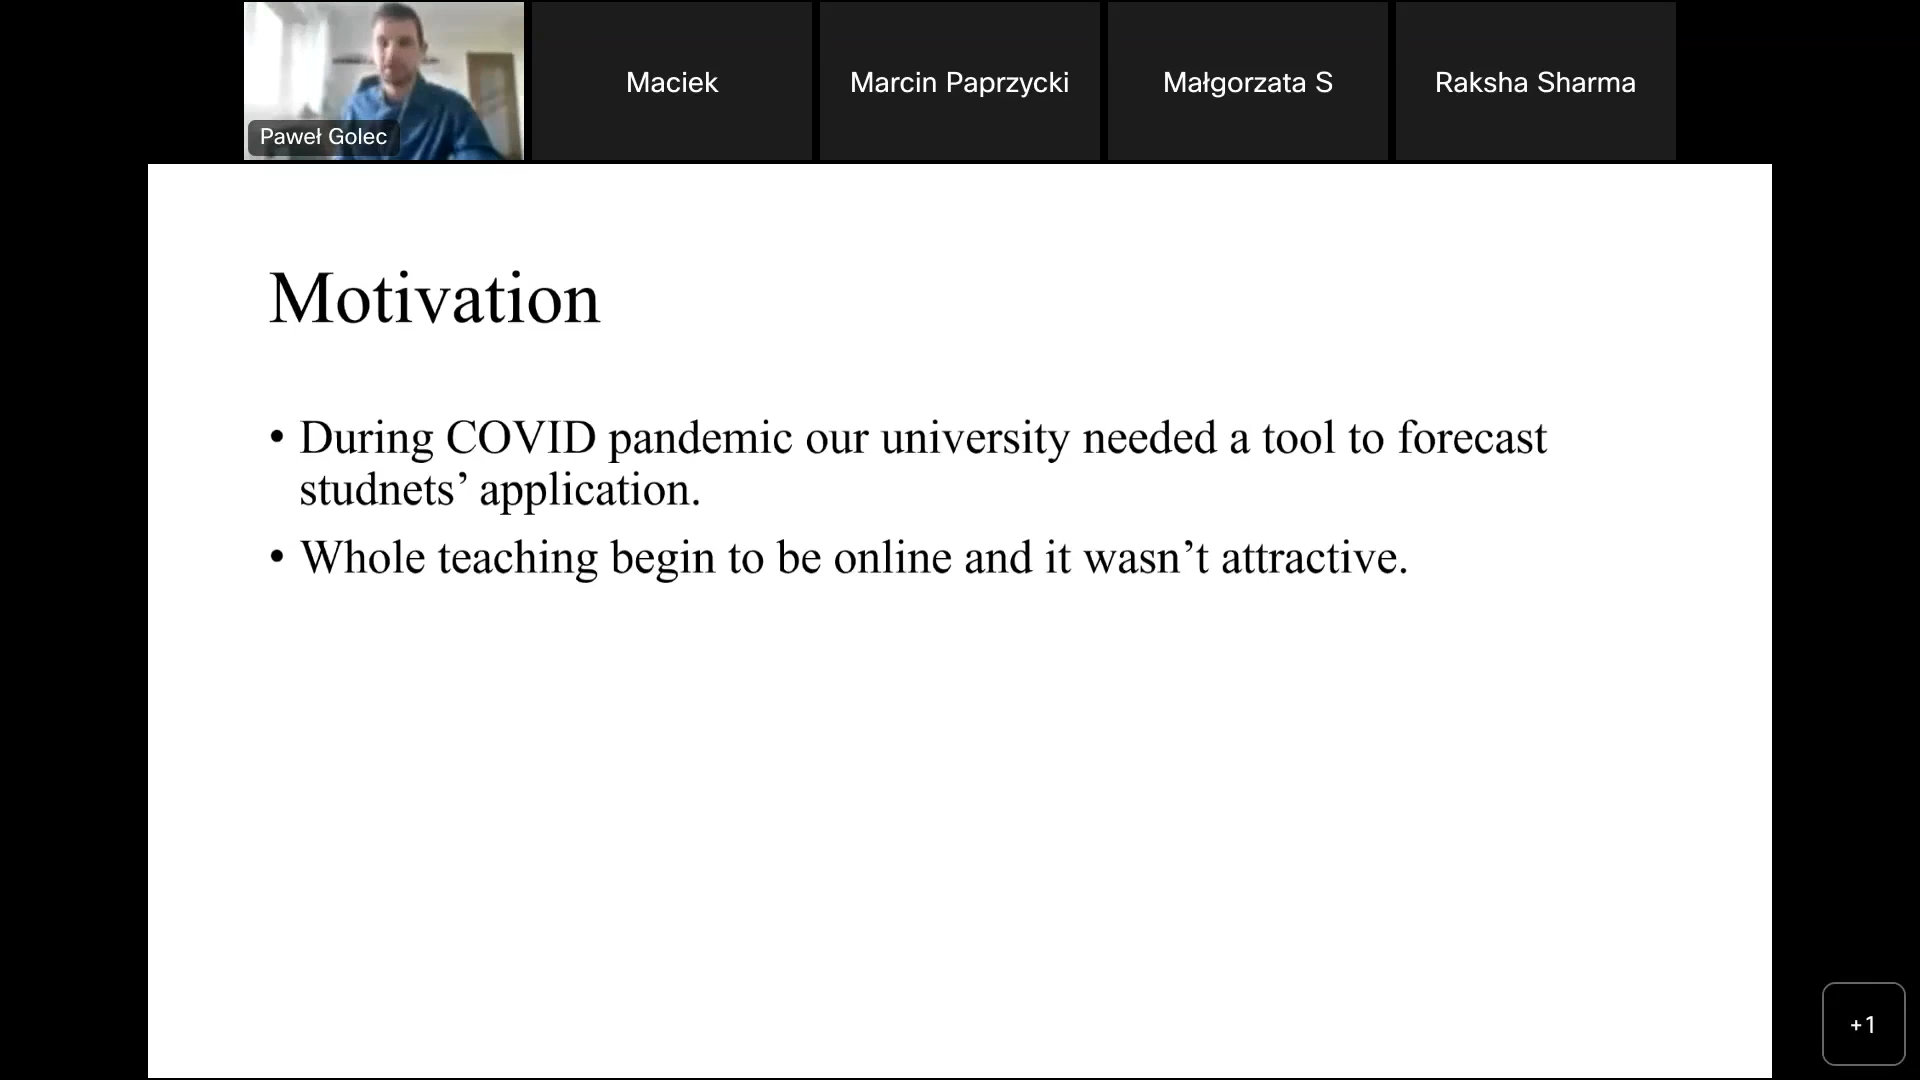 Paweł Golec
Maciek
Marcin Paprzycki
Małgorzata S
Raksha Sharma
Motivation
• During COVID pandemic our university needed a tool to forecast
studnets’ application.
• Whole teaching begin to be online and it wasn’t attractive.
+1